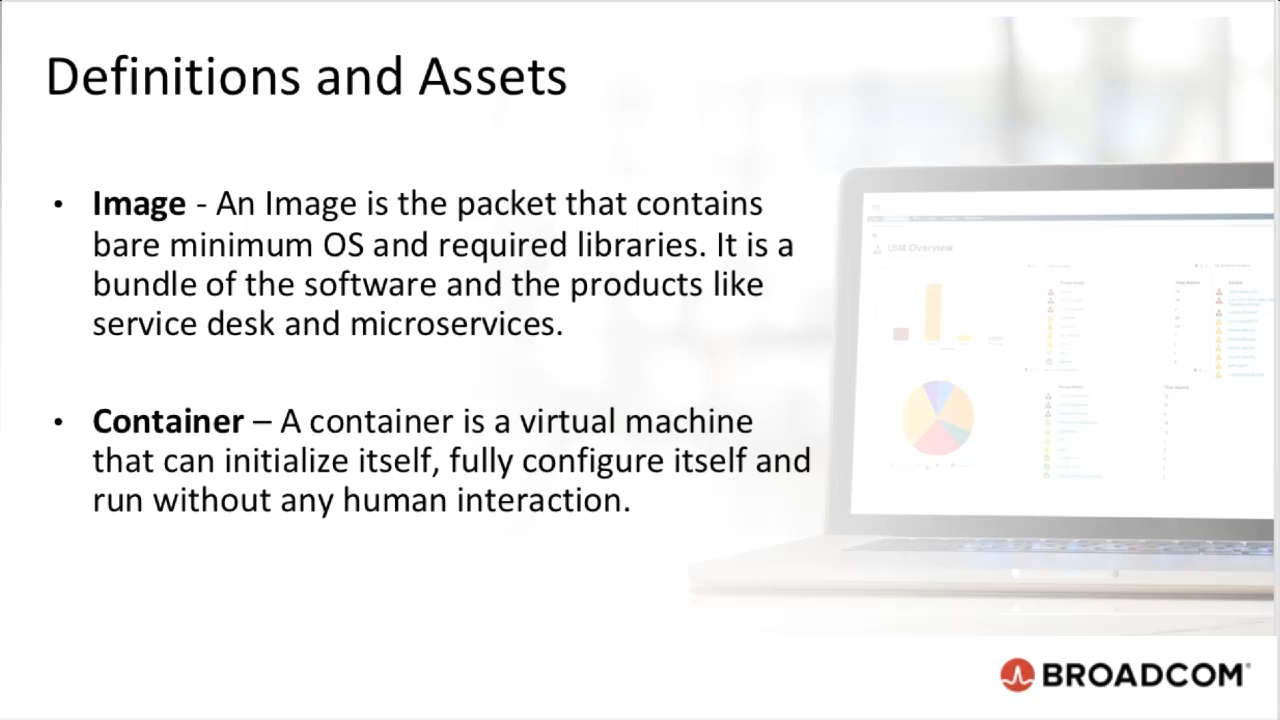 Definitions and Assets
• Image - An Image is the packet that contains
bare minimum OS and required libraries. It is a
bundle of the software and the products like
service desk and microservices.
• Container – A container is a virtual machine
that can initialize itself, fully configure itself and
run without any human interaction.
UIM Overview
BROADCOM®